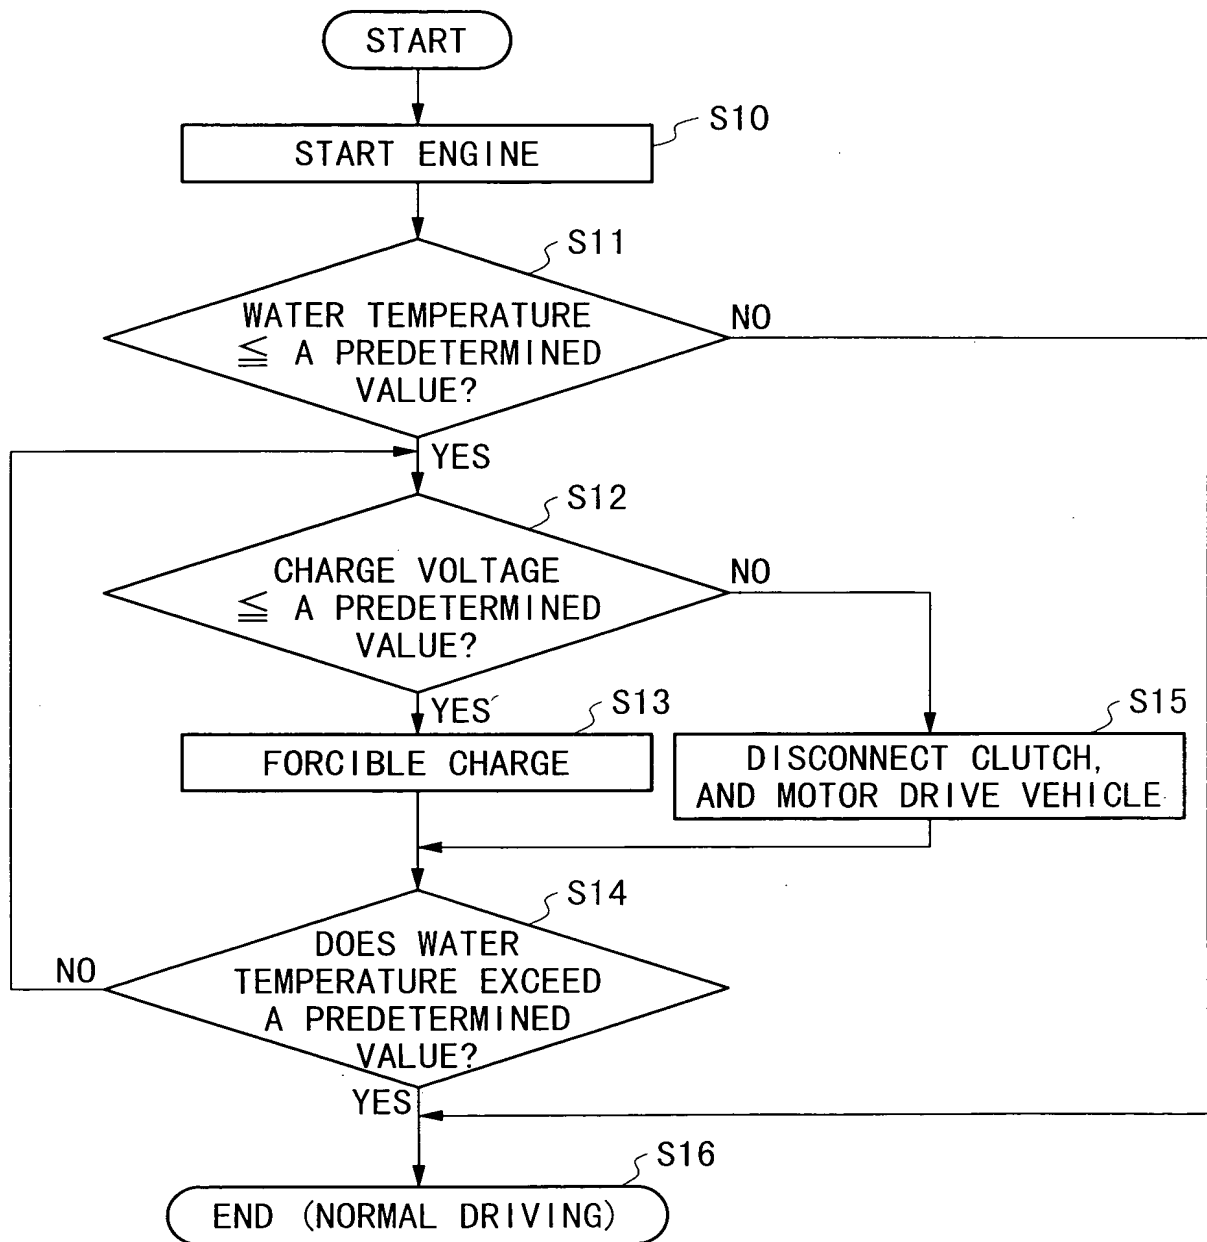 START
S10
START ENGINE
S11
WATER TEMPERATURE
≦ A PREDETERMINED
VALUE?
NO
YES
S12
CHARGE VOLTAGE
≦ A PREDETERMINED
VALUE?
NO
YES
S13
FORCIBLE CHARGE
S15
DISCONNECT CLUTCH,
AND MOTOR DRIVE VEHICLE
S14
DOES WATER
TEMPERATURE EXCEED
A PREDETERMINED
VALUE?
NO
YES
S16
END (NORMAL DRIVING)